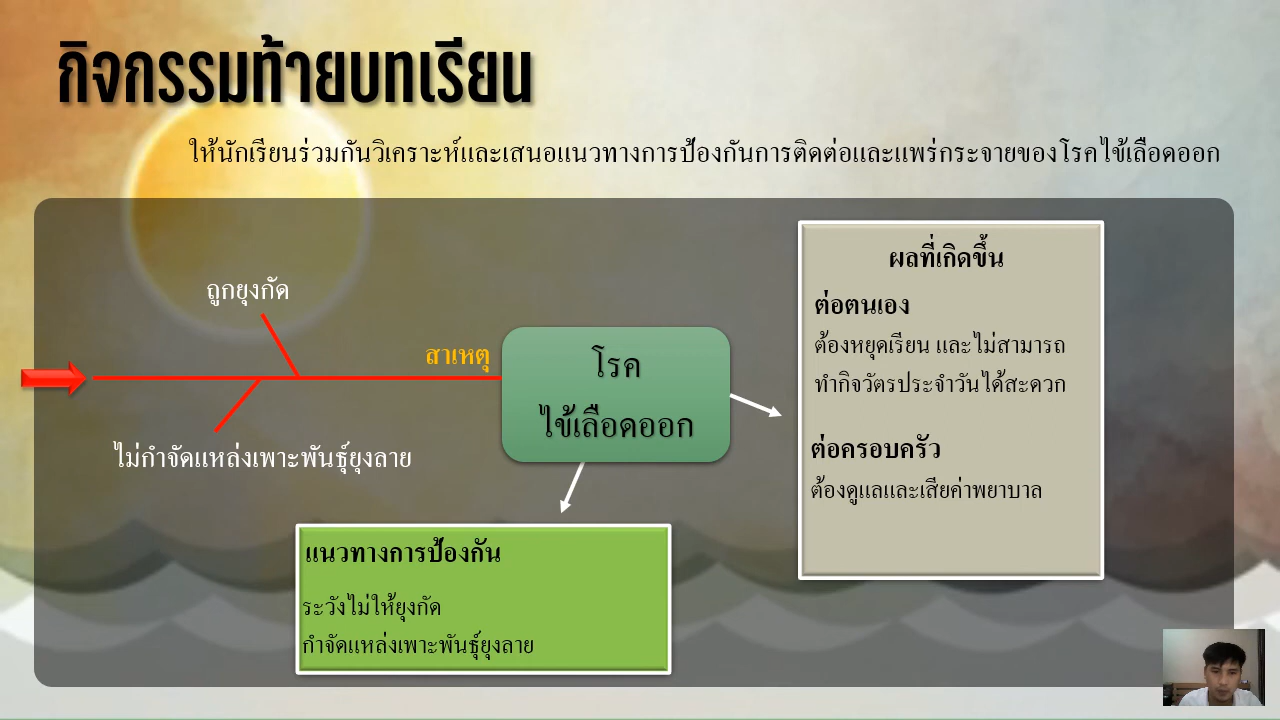 กิจกรรมท้ายบทเรียน
ให้นักเรียนร่วมกันวิเคราะห์และเสนอแนวทางการป้องกันการติดต่อและแพร่กระจายของโรคไข้เลือดออก
ถูกยุงกัด
สาเหตุ
ไม่กำจัดแหล่งเพาะพันธุ์ยุงลาย
โรค
ไข้เลือดออก
ผลที่เกิดขึ้น
ต่อตนเอง
ต้องหยุดเรียน และไม่สามารถ
ทำกิจวัตรประจำวันได้สะดวก
ต่อครอบครัว
ต้องดูแลและเสียค่าพยาบาล
แนวทางการป้องกัน
ระวังไม่ให้ยุงกัด
กำจัดแหล่งเพาะพันธุ์ยุงลาย